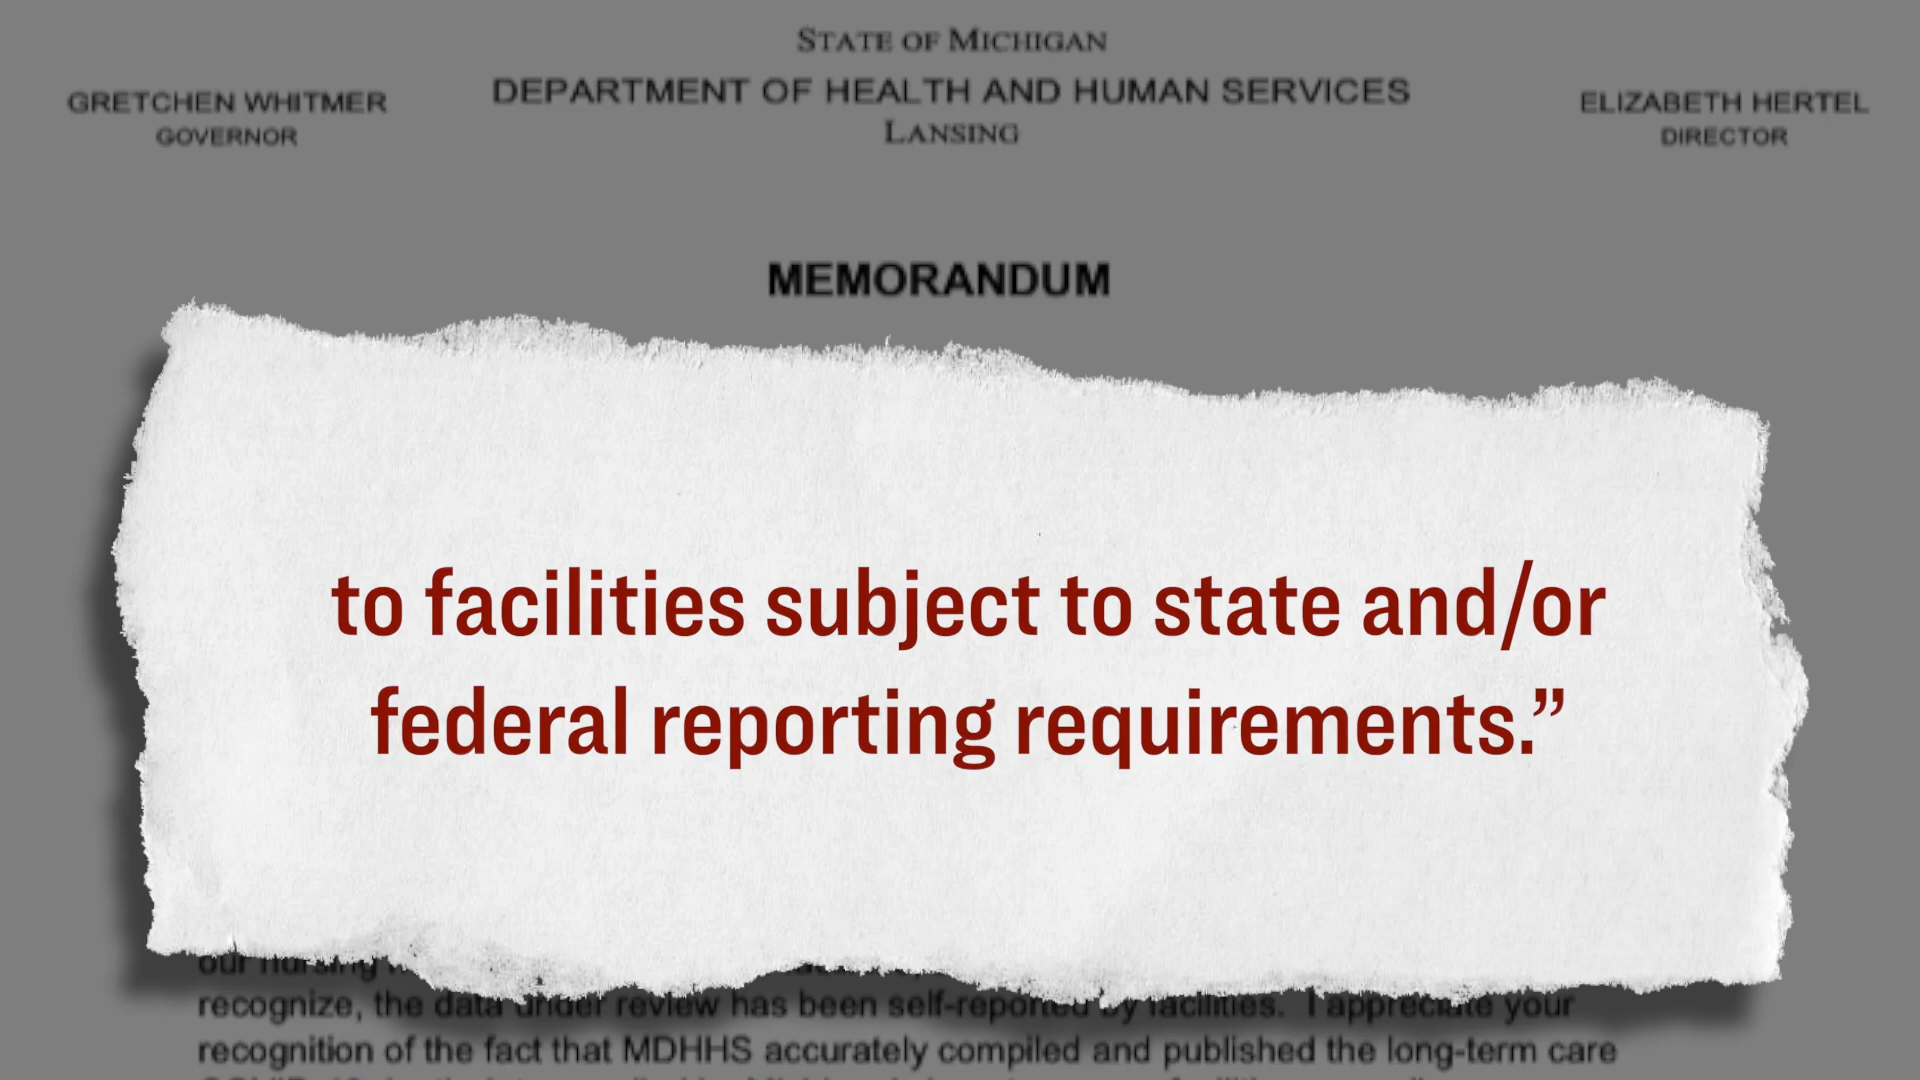 STATE OF MICHIGAN
GRETCHEN WHITMER DEPARTMENT OF HEALTH AND HUMAN SERVICES ELIZABETH HERTEL
GOVERNOR LANSING DIRECTOR
MEMORANDUM
to facilities subject to state and/or
federal reporting requirements.”
our nursing
recognize, the data under review has been self-reported by facilities. I appreciate your
recognition of the fact that MDHHS accurately compiled and published the long-term care